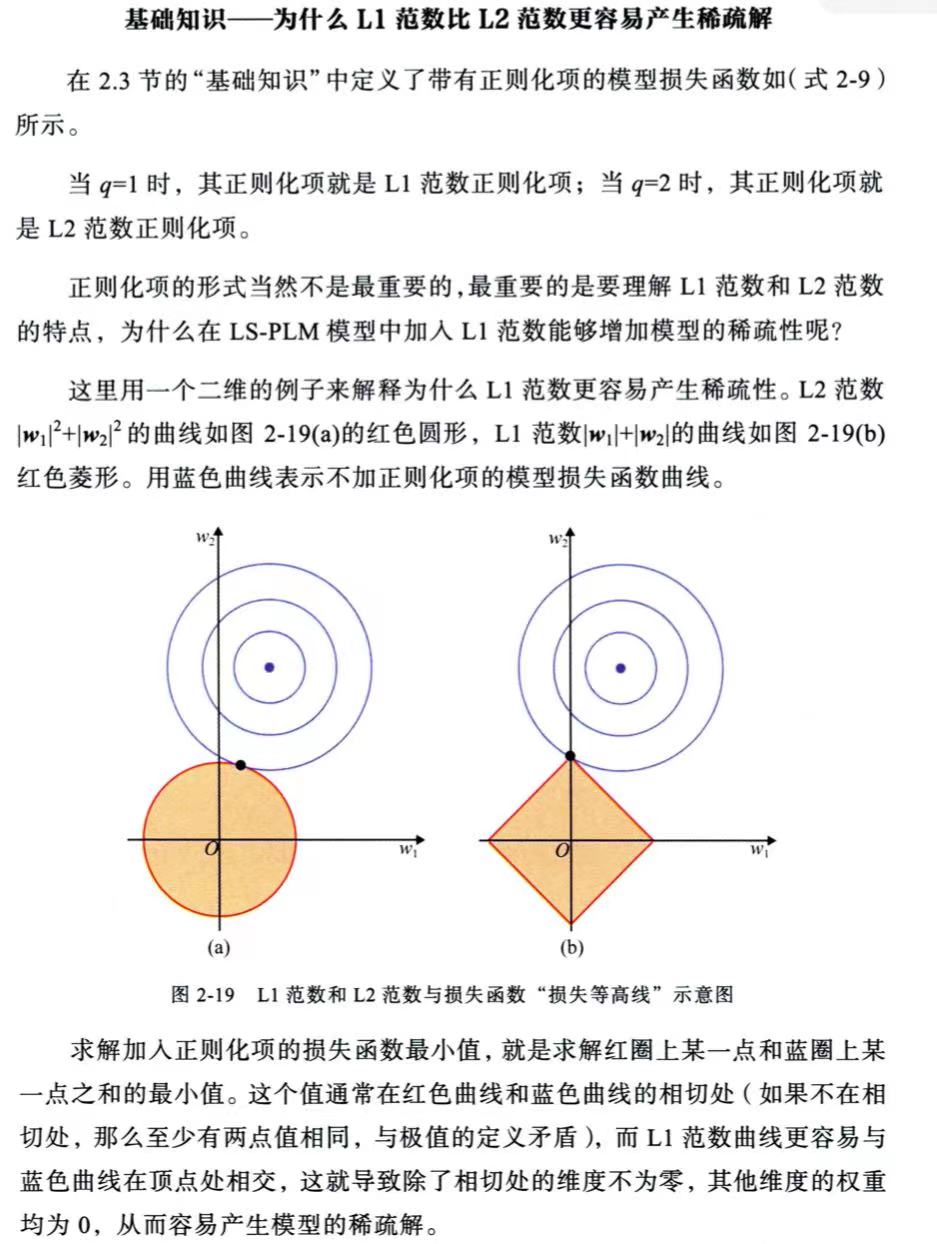 基础知识——为什么 L1 范数比 L2 范数更容易产生稀疏解
在 2.3 节的“基础知识”中定义了带有正则化项的模型损失函数如（式 2-9）
所示。
当 q=1 时，其正则化项就是 L1 范数正则化项；当 q=2 时，其正则化项就
是 L2 范数正则化项。
正则化项的形式当然不是最重要的，最重要的是要理解 L1 范数和 L2 范数
的特点，为什么在 LS-PLM 模型中加入 L1 范数能够增加模型的稀疏性呢？
这里用一个二维的例子来解释为什么 L1 范数更容易产生稀疏性。L2 范数
|w₁|²+|w₂|² 的曲线如图 2-19(a)的红色圆形，L1 范数|w₁|+|w₂|的曲线如图 2-19(b)
红色菱形。用蓝色曲线表示不加正则化项的模型损失函数曲线。
w₂ w₂
O w₁ O w₁
(a) (b)
图 2-19 L1 范数和 L2 范数与损失函数“损失等高线”示意图
求解加入正则化项的损失函数最小值，就是求解红圈上某一点和蓝圈上某
一点之和的最小值。这个值通常在红色曲线和蓝色曲线的相切处（如果不在相
切处，那么至少有两点值相同，与极值的定义矛盾），而 L1 范数曲线更容易与
蓝色曲线在顶点处相交，这就导致除了相切处的维度不为零，其他维度的权重
均为 0，从而容易产生模型的稀疏解。